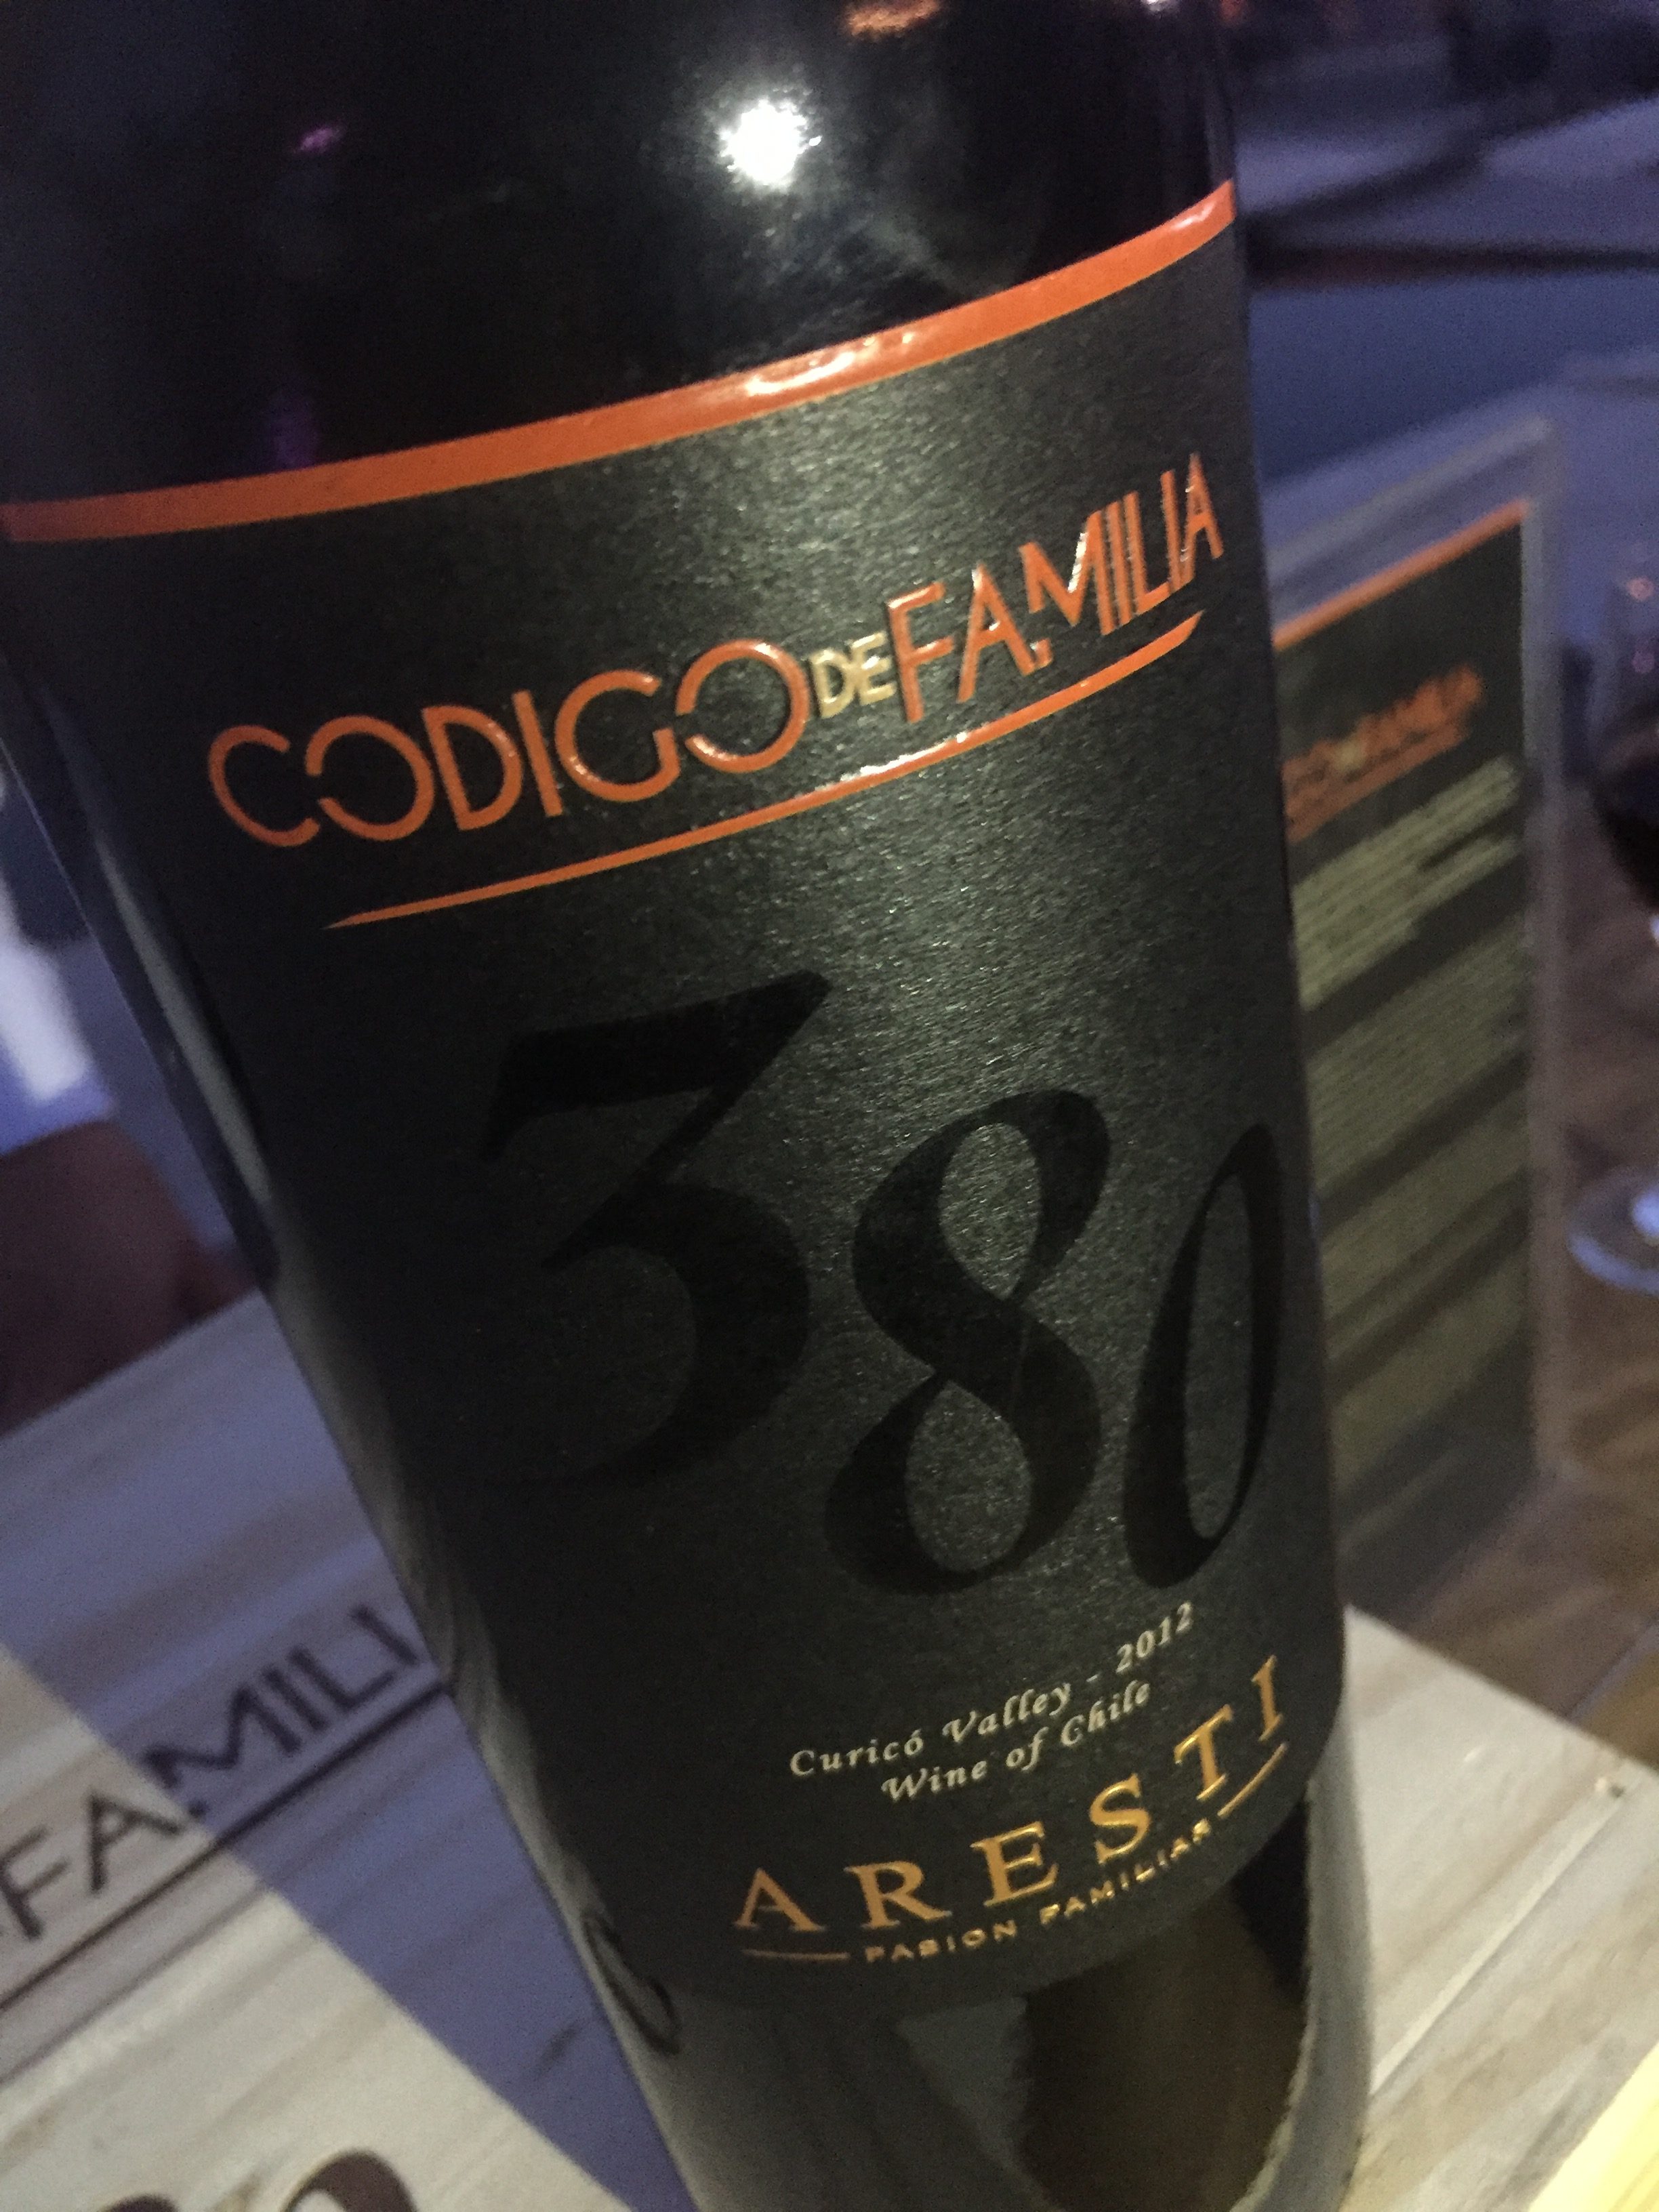 CODIGO DE FAMILIA
380
Curicó Valley - 2012
Wine of Chile
ARESTI
PASION FAMILIAR
FAMILI